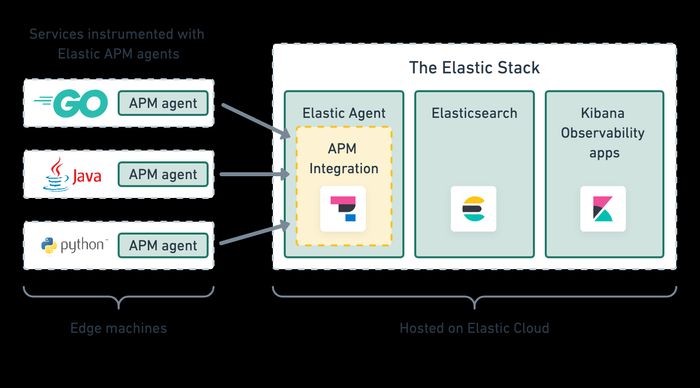 Services instrumented with
Elastic APM agents
The Elastic Stack
GO
APM agent
Java
APM agent
python™
APM agent
Elastic Agent
APM
Integration
Elasticsearch
Kibana
Observability
apps
Edge machines
Hosted on Elastic Cloud